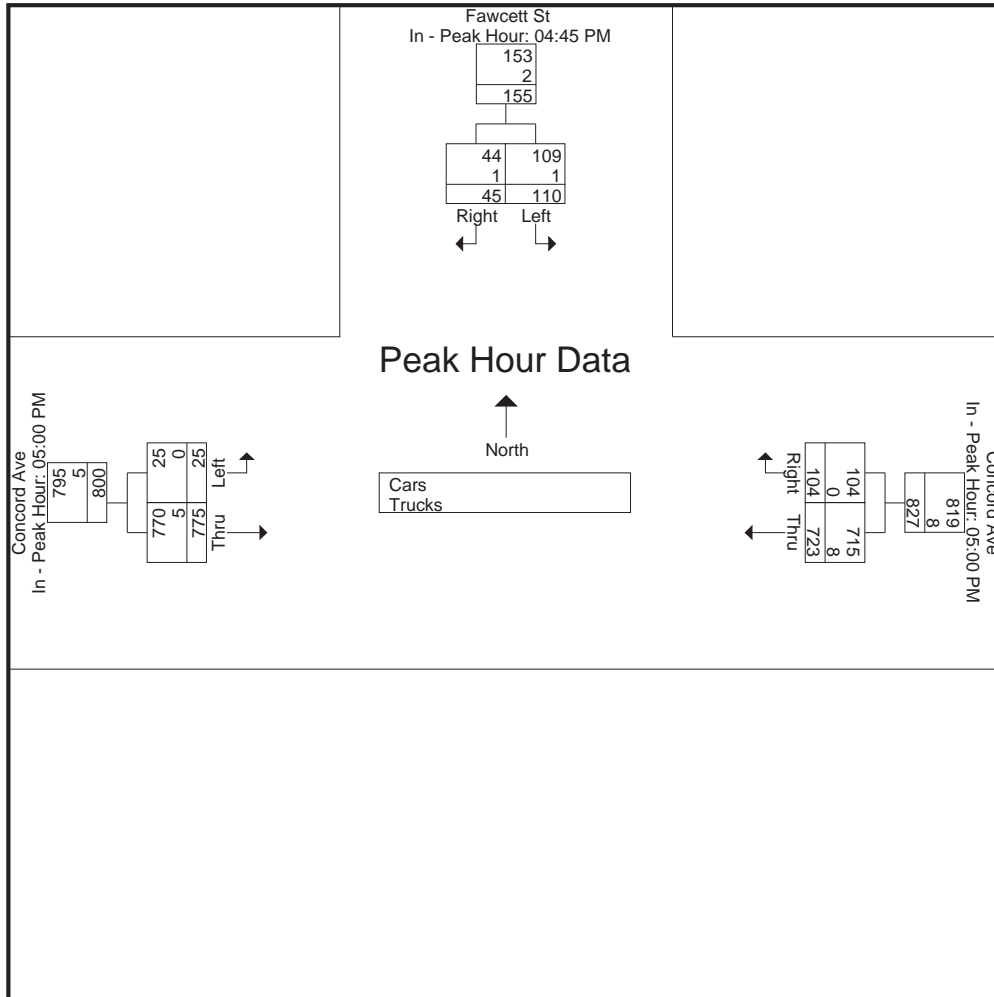 Fawcett St
In - Peak Hour: 04:45 PM
153
2
155
44 109
1 1
45 110
Right Left
Peak Hour Data
North
Cars
Trucks
Concord Ave
In - Peak Hour: 05:00 PM
795
5
800
25 770
0 5
25 775
Left Thru
Concord Ave
In - Peak Hour: 05:00 PM
819
8
827
104 715
0 8
104 723
Right Thru